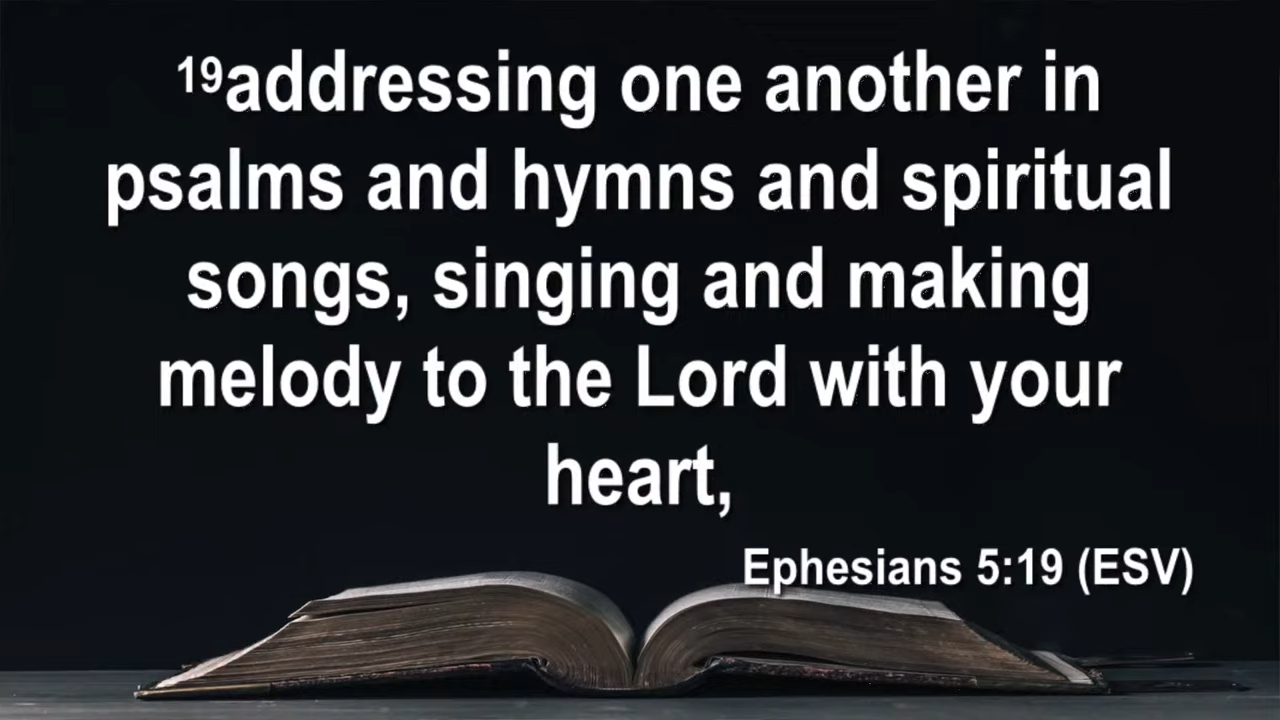 19addressing one another in
psalms and hymns and spiritual
songs, singing and making
melody to the Lord with your
heart,
Ephesians 5:19 (ESV)